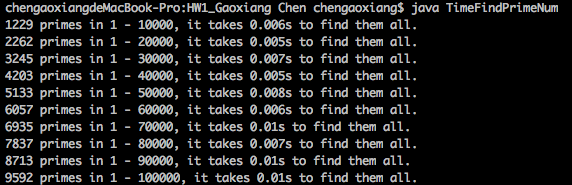 chengaoxiangdeMacBook-Pro:HW1_Gaoxiang Chen chengaoxiang$ java TimeFindPrimeNum
1229 primes in 1 - 10000, it takes 0.006s to find them all.
2262 primes in 1 - 20000, it takes 0.005s to find them all.
3245 primes in 1 - 30000, it takes 0.007s to find them all.
4203 primes in 1 - 40000, it takes 0.005s to find them all.
5133 primes in 1 - 50000, it takes 0.008s to find them all.
6057 primes in 1 - 60000, it takes 0.006s to find them all.
6935 primes in 1 - 70000, it takes 0.01s to find them all.
7837 primes in 1 - 80000, it takes 0.007s to find them all.
8713 primes in 1 - 90000, it takes 0.01s to find them all.
9592 primes in 1 - 100000, it takes 0.01s to find them all.